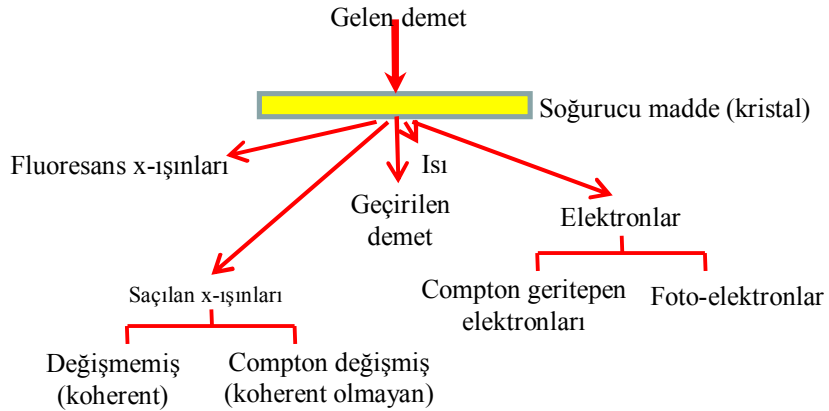 Gelen demet
Soğurucu madde (kristal)
Fluoresans x-ışınları
Isı
Geçirilen
demet
Elektronlar
Saçılan x-ışınları
Compton geritepen
elektronları
Foto-elektronlar
Değişmemiş
(koherent)
Compton değişmiş
(koherent olmayan)